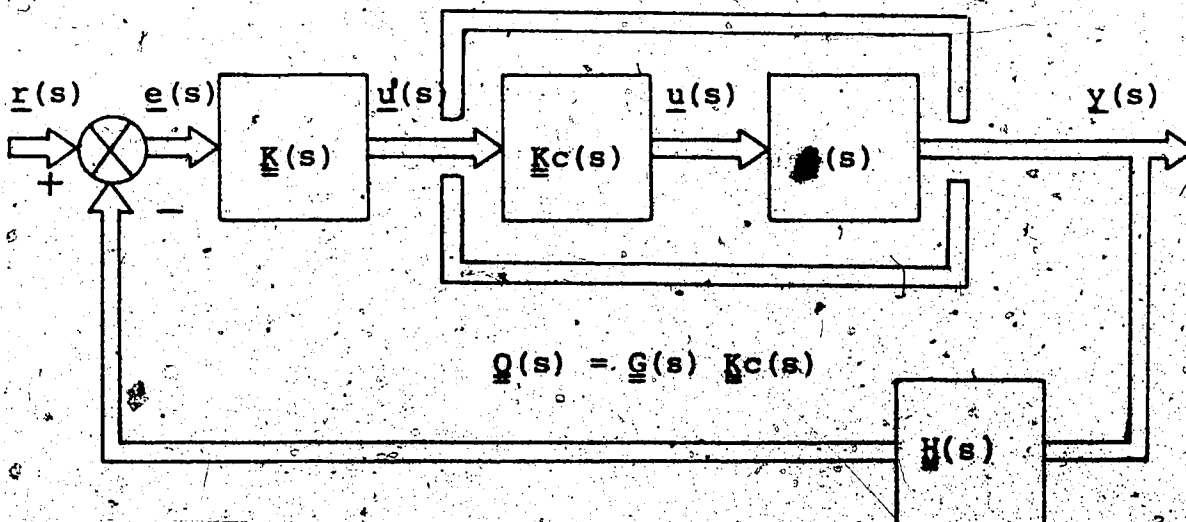 r(s)
e(s)
u'(s)
u(s)
y(s)
K(s)
Kc(s)
(s)
+
−
Q(s) = G(s) Kc(s)
H(s)